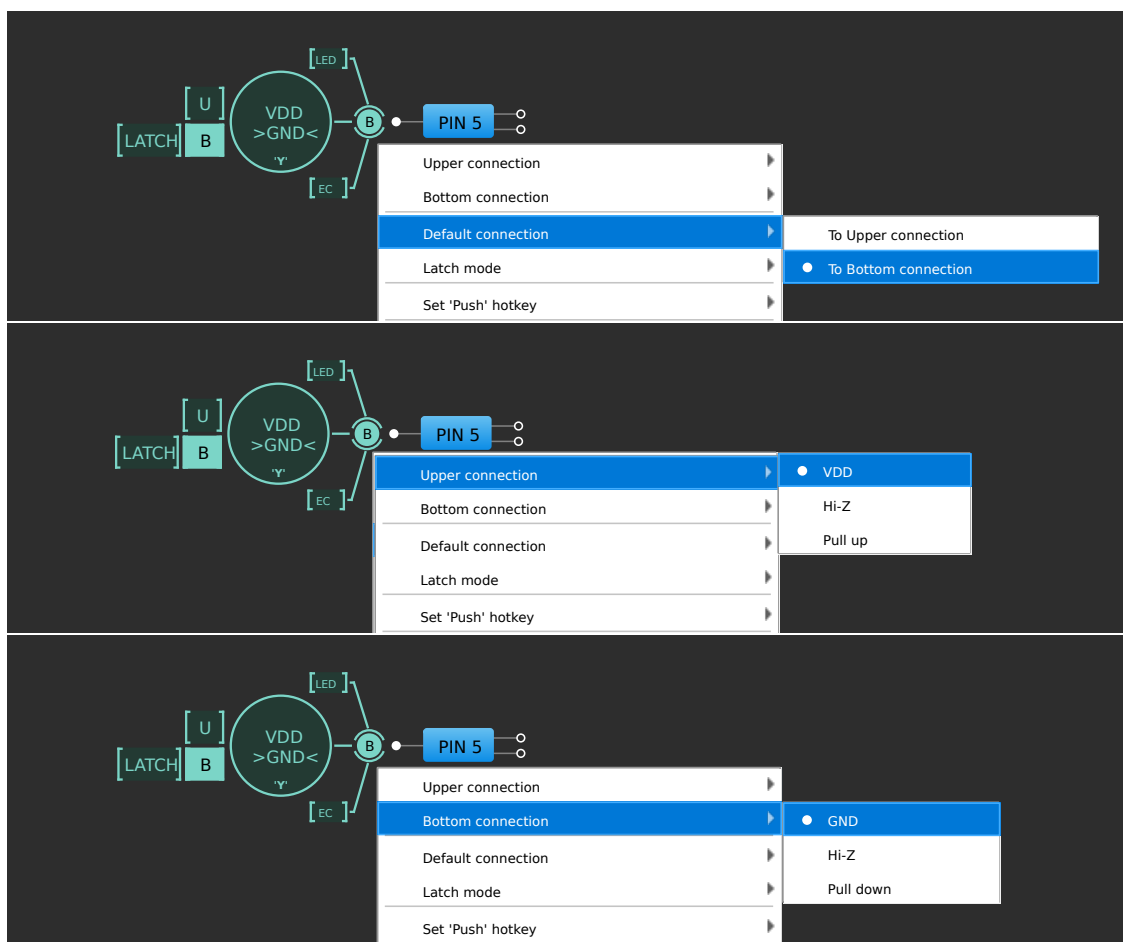 [LED]
[U]
VDD
B
PIN 5
[LATCH]
B
>GND<
'Y'
[EC]
Upper connection
Bottom connection
Default connection
To Upper connection
Latch mode
To Bottom connection
Set 'Push' hotkey
[LED]
[U]
VDD
B
PIN 5
[LATCH]
B
>GND<
'Y'
[EC]
Upper connection
VDD
Bottom connection
Hi-Z
Default connection
Pull up
Latch mode
Set 'Push' hotkey
[LED]
[U]
VDD
B
PIN 5
[LATCH]
B
>GND<
'Y'
[EC]
Upper connection
Bottom connection
GND
Default connection
Hi-Z
Latch mode
Pull down
Set 'Push' hotkey